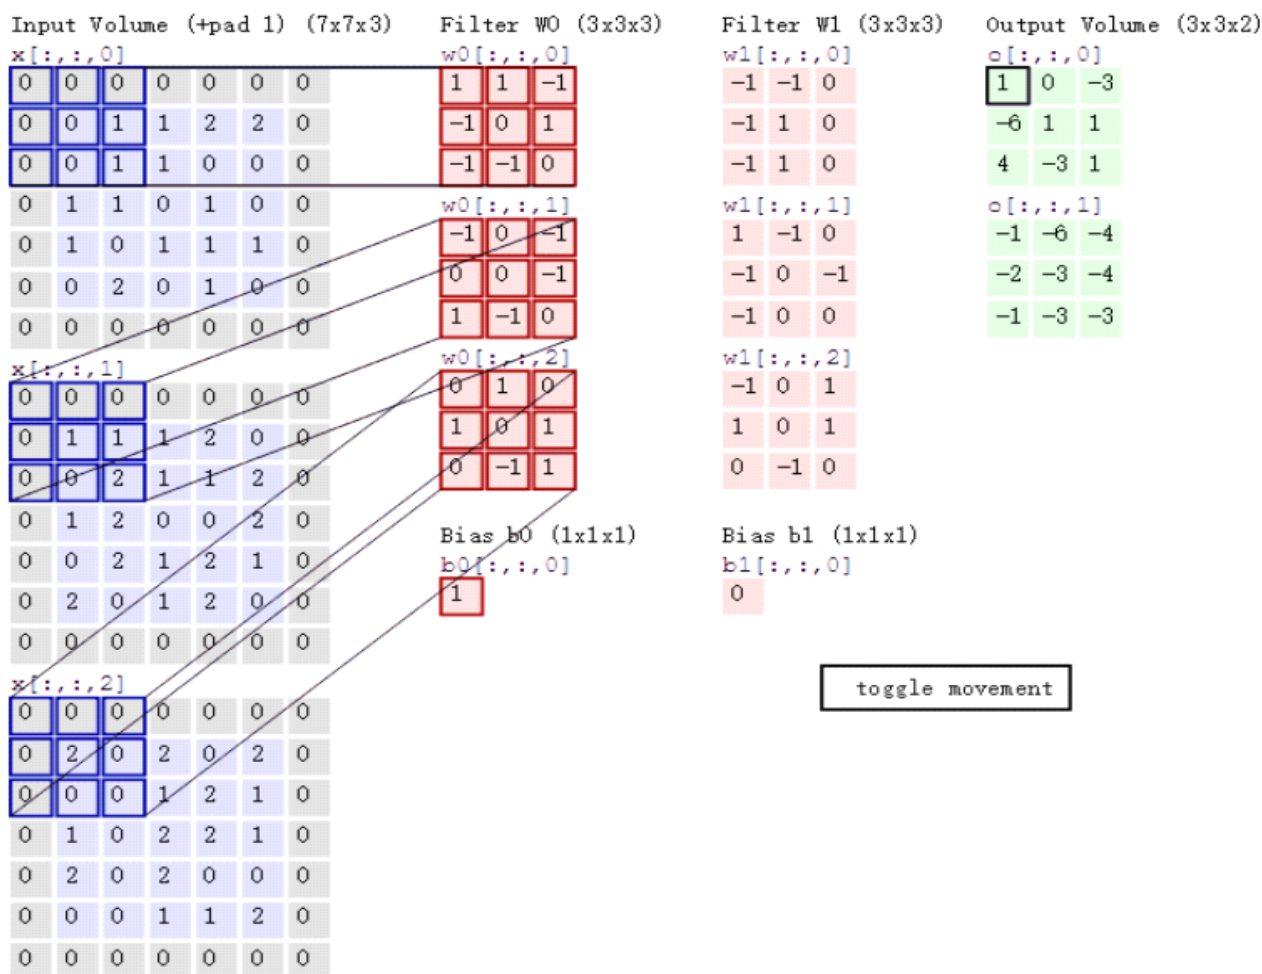 Input Volume (+pad 1) (7x7x3) Filter W0 (3x3x3) Filter W1 (3x3x3) Output Volume (3x3x2)
x[:,:,0] w0[:,:,0] w1[:,:,0] o[:,:,0]
0 0 0 0 0 0 0 1 1 −1 −1 −1 0 1 0 −3
0 0 1 1 2 2 0 −1 0 1 −1 1 0 −6 1 1
0 0 1 1 0 0 0 −1 −1 0 −1 1 0 4 −3 1
0 1 1 0 1 0 0 w0[:,:,1] w1[:,:,1] o[:,:,1]
0 1 0 1 1 1 0 −1 0 −1 1 −1 0 −1 −6 −4
0 0 2 0 1 0 0 0 0 −1 −1 0 −1 −2 −3 −4
0 0 0 0 0 0 0 1 −1 0 −1 0 0 −1 −3 −3
x[:,:,1] w0[:,:,2] w1[:,:,2]
0 0 0 0 0 0 0 0 1 0 −1 0 1
0 1 1 1 2 0 0 1 0 1 1 0 1
0 0 2 1 1 2 0 0 −1 1 0 −1 0
0 1 2 0 0 2 0 Bias b0 (1x1x1) Bias b1 (1x1x1)
0 0 2 1 2 1 0 b0[:,:,0] b1[:,:,0]
0 2 0 1 2 0 0 1 0
0 0 0 0 0 0 0
x[:,:,2] toggle movement
0 0 0 0 0 0 0
0 2 0 2 0 2 0
0 0 0 1 2 1 0
0 1 0 2 2 1 0
0 2 0 2 0 0 0
0 0 0 1 1 2 0
0 0 0 0 0 0 0